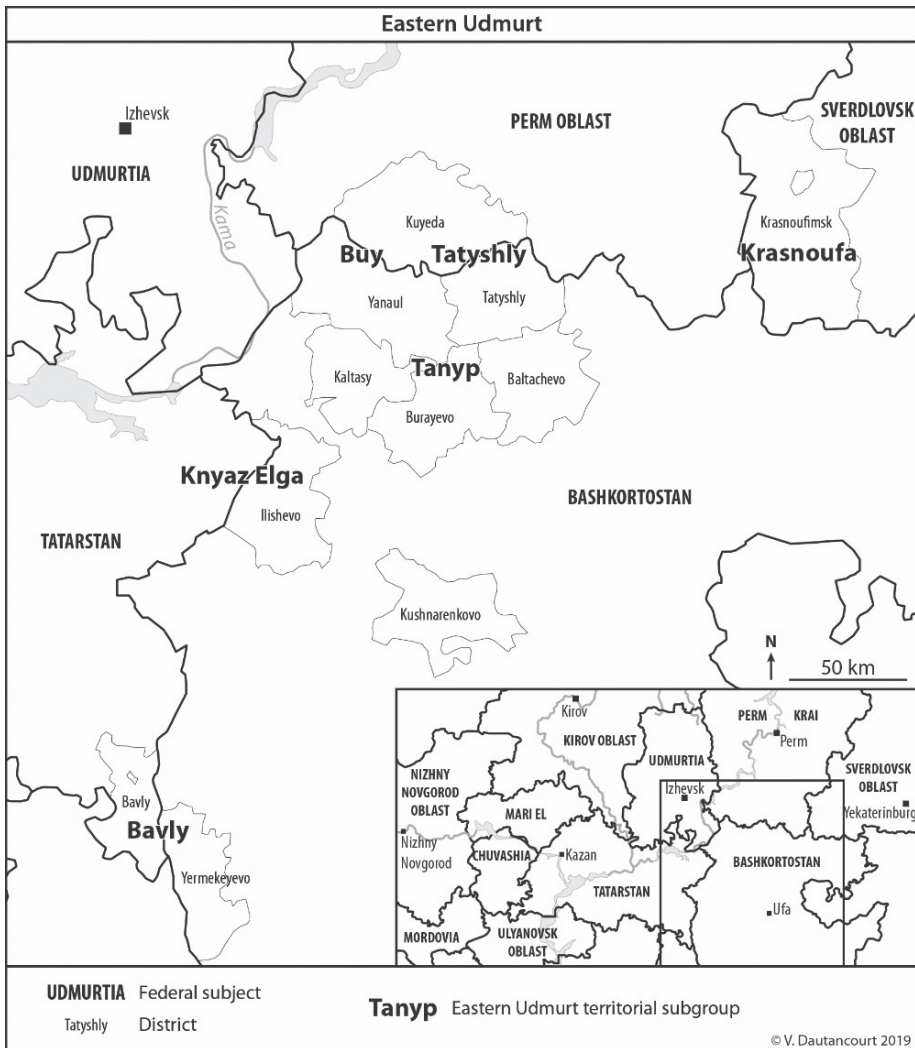 Eastern Udmurt
Izhevsk
UDMURTIA
Kama
PERM OBLAST
SVERDLOVSK
OBLAST
Kuyeda
Krasnoufimsk
Buy
Tatyshly
Krasnoufa
Yanaul
Tatyshly
Kaltasy
Tanyp
Baltachevo
Burayevo
Knyaz Elga
Ilishevo
BASHKORTOSTAN
TATARSTAN
Kushnarenkovo
N
50 km
Bavly
Bavly
Yermekeyevo
Kirov
KIROV OBLAST
PERM KRAI
Perm
UDMURTIA
NIZHNY
NOVGOROD
OBLAST
Izhevsk
SVERDLOVSK
OBLAST
Yekaterinburg
MARI EL
Nizhny
Novgorod
CHUVASHIA
Kazan
TATARSTAN
BASHKORTOSTAN
Ufa
MORDOVIA
ULYANOVSK
OBLAST
UDMURTIA Federal subject
Tatyshly District
Tanyp Eastern Udmurt territorial subgroup
© V. Dautancourt 2019